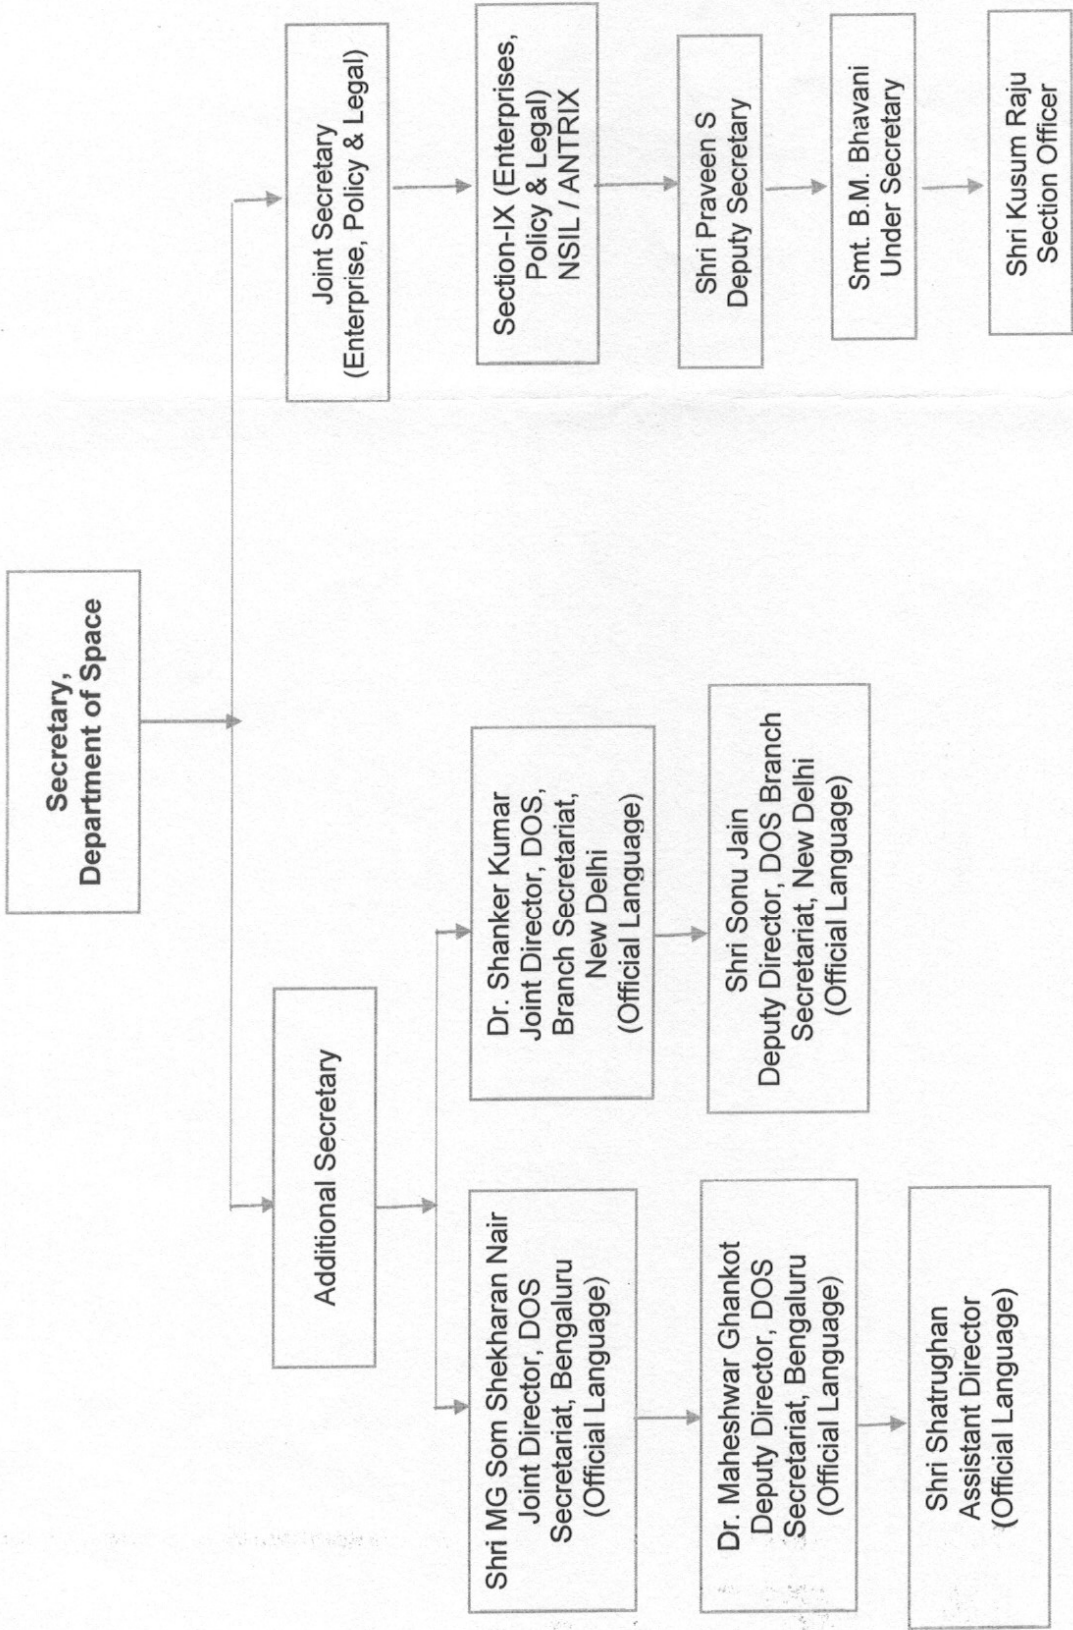 Secretary,
Department of Space
Additional Secretary
Joint Secretary
(Enterprise, Policy & Legal)
Shri MG Som Shekharan Nair
Joint Director, DOS
Secretariat, Bengaluru
(Official Language)
Dr. Maheshwar Ghankot
Deputy Director, DOS
Secretariat, Bengaluru
(Official Language)
Shri Shatrughan
Assistant Director
(Official Language)
Dr. Shanker Kumar
Joint Director, DOS,
Branch Secretariat,
New Delhi
(Official Language)
Shri Sonu Jain
Deputy Director, DOS Branch
Secretariat, New Delhi
(Official Language)
Section-IX (Enterprises,
Policy & Legal)
NSIL / ANTRIX
Shri Praveen S
Deputy Secretary
Smt. B.M. Bhavani
Under Secretary
Shri Kusum Raju
Section Officer